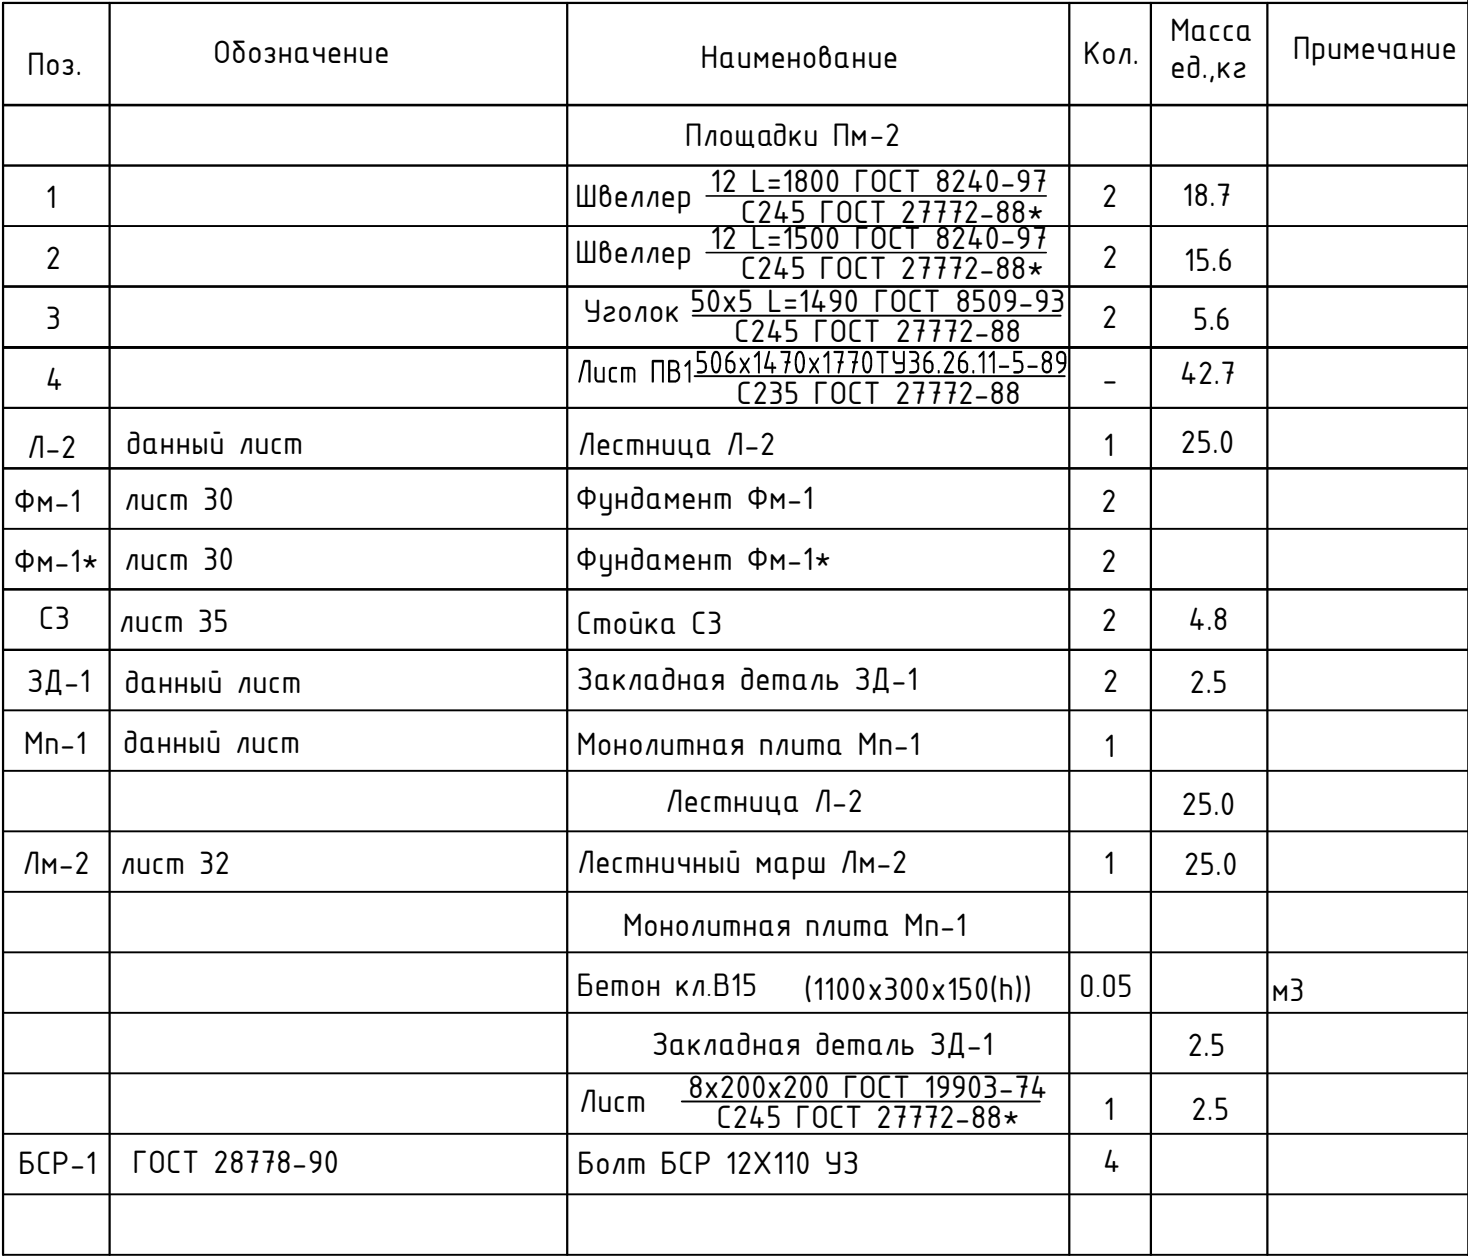 Поз. Обозначение Наименование Кол. Масса ед.,кг Примечание
Площадки Пм-2
1 Швеллер 12 L=1800 ГОСТ 8240-97 2 18.7
С245 ГОСТ 27772-88*
2 Швеллер 12 L=1500 ГОСТ 8240-97 2 15.6
С245 ГОСТ 27772-88*
3 Уголок 50х5 L=1490 ГОСТ 8509-93 2 5.6
С245 ГОСТ 27772-88
4 Лист ПВ1 506х1470х1770ТУ36.26.11-5-89 - 42.7
С235 ГОСТ 27772-88
Л-2 данный лист Лестница Л-2 1 25.0
Фм-1 лист 30 Фундамент Фм-1 2
Фм-1* лист 30 Фундамент Фм-1* 2
С3 лист 35 Стойка С3 2 4.8
ЗД-1 данный лист Закладная деталь ЗД-1 2 2.5
Мп-1 данный лист Монолитная плита Мп-1 1
Лестница Л-2 25.0
Лм-2 лист 32 Лестничный марш Лм-2 1 25.0
Монолитная плита Мп-1
Бетон кл.В15 (1100х300х150(h)) 0.05 м3
Закладная деталь ЗД-1 2.5
Лист 8х200х200 ГОСТ 19903-74 1 2.5
С245 ГОСТ 27772-88*
БСР-1 ГОСТ 28778-90 Болт БСР 12Х110 У3 4